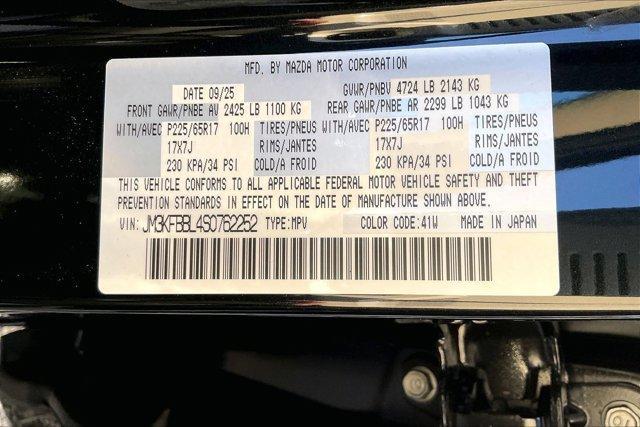 MFD. BY MAZDA MOTOR CORPORATION
DATE 09/25 GVWR/PNBV 4724 LB 2143 KG
FRONT GAWR/PNBE AV 2425 LB 1100 KG REAR GAWR/PNBE AR 2299 LB 1043 KG
WITH/AVEC P225/65R17 100H TIRES/PNEUS WITH/AVEC P225/65R17 100H TIRES/PNEUS
17X7J RIMS/JANTES 17X7J RIMS/JANTES
230 KPA/34 PSI COLD/A FROID 230 KPA/34 PSI COLD/A FROID
THIS VEHICLE CONFORMS TO ALL APPLICABLE FEDERAL MOTOR VEHICLE SAFETY AND THEFT
PREVENTION STANDARDS IN EFFECT ON THE DATE OF MANUFACTURE SHOWN ABOVE.
VIN: JM3KFBBL4S0762252 TYPE:MPV COLOR CODE:41W MADE IN JAPAN